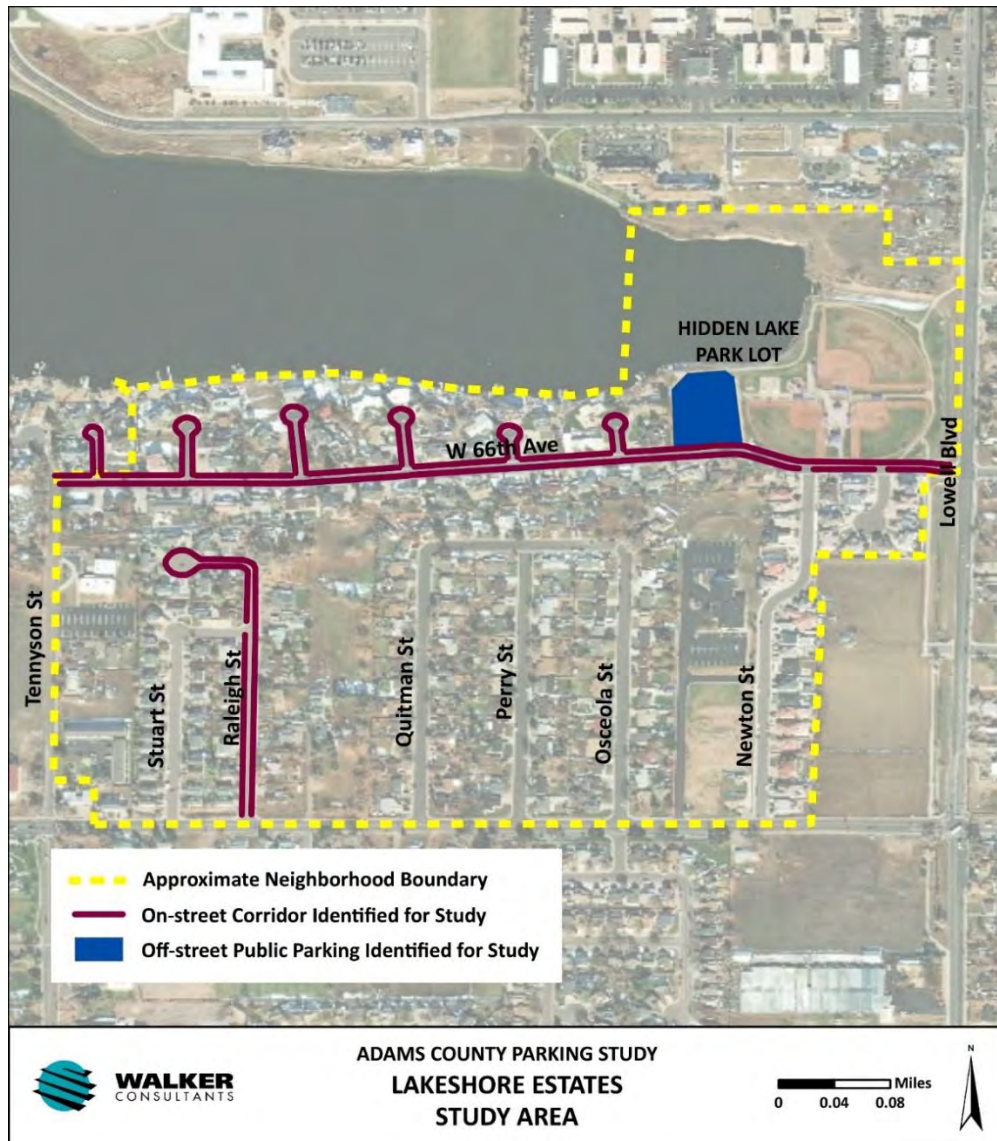 HIDDEN LAKE
PARK LOT
W 66th Ave
Lowell Blvd
Tennyson St
Stuart St
Raleigh St
Quitman St
Perry St
Osceola St
Newton St
Approximate Neighborhood Boundary
On-street Corridor Identified for Study
Off-street Public Parking Identified for Study
WALKER
CONSULTANTS
ADAMS COUNTY PARKING STUDY
LAKESHORE ESTATES
STUDY AREA
Miles
0 0.04 0.08
N